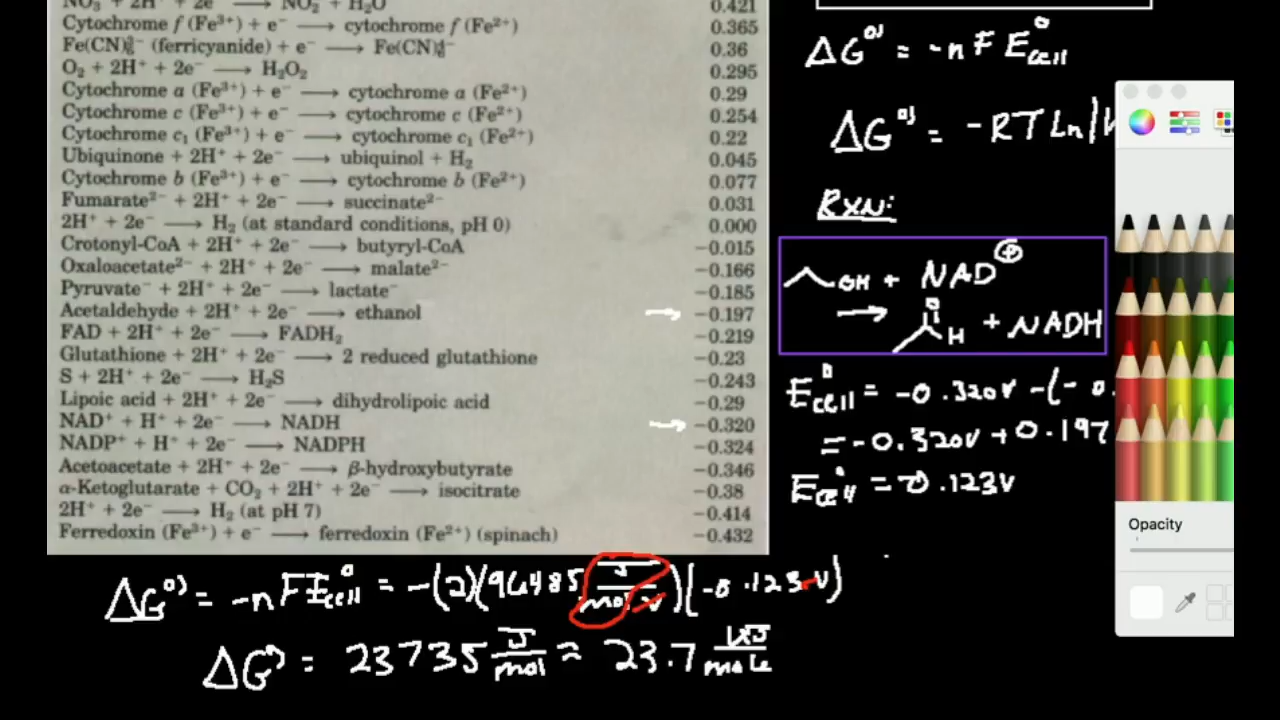 NO₃⁻ + 2H⁺ + 2e⁻ ⟶ NO₂⁻ + H₂O 0.421
Cytochrome f (Fe³⁺) + e⁻ ⟶ cytochrome f (Fe²⁺) 0.365
Fe(CN)₆³⁻ (ferricyanide) + e⁻ ⟶ Fe(CN)₆⁴⁻ 0.36
O₂ + 2H⁺ + 2e⁻ ⟶ H₂O₂ 0.295
Cytochrome a (Fe³⁺) + e⁻ ⟶ cytochrome a (Fe²⁺) 0.29
Cytochrome c (Fe³⁺) + e⁻ ⟶ cytochrome c (Fe²⁺) 0.254
Cytochrome c₁ (Fe³⁺) + e⁻ ⟶ cytochrome c₁ (Fe²⁺) 0.22
Ubiquinone + 2H⁺ + 2e⁻ ⟶ ubiquinol + H₂ 0.045
Cytochrome b (Fe³⁺) + e⁻ ⟶ cytochrome b (Fe²⁺) 0.077
Fumarate²⁻ + 2H⁺ + 2e⁻ ⟶ succinate²⁻ 0.031
2H⁺ + 2e⁻ ⟶ H₂ (at standard conditions, pH 0) 0.000
Crotonyl-CoA + 2H⁺ + 2e⁻ ⟶ butyryl-CoA −0.015
Oxaloacetate²⁻ + 2H⁺ + 2e⁻ ⟶ malate²⁻ −0.166
Pyruvate⁻ + 2H⁺ + 2e⁻ ⟶ lactate⁻ −0.185
Acetaldehyde + 2H⁺ + 2e⁻ ⟶ ethanol → −0.197
FAD + 2H⁺ + 2e⁻ ⟶ FADH₂ −0.219
Glutathione + 2H⁺ + 2e⁻ ⟶ 2 reduced glutathione −0.23
S + 2H⁺ + 2e⁻ ⟶ H₂S −0.243
Lipoic acid + 2H⁺ + 2e⁻ ⟶ dihydrolipoic acid −0.29
NAD⁺ + H⁺ + 2e⁻ ⟶ NADH → −0.320
NADP⁺ + H⁺ + 2e⁻ ⟶ NADPH −0.324
Acetoacetate + 2H⁺ + 2e⁻ ⟶ β-hydroxybutyrate −0.346
α-Ketoglutarate + CO₂ + 2H⁺ + 2e⁻ ⟶ isocitrate −0.38
2H⁺ + 2e⁻ ⟶ H₂ (at pH 7) −0.414
Ferredoxin (Fe³⁺) + e⁻ ⟶ ferredoxin (Fe²⁺) (spinach) −0.432
ΔG°' = -nFE°cell
ΔG°' = -RTLn
RXN:
OH + NAD⊕
→ O H + NADH
E°cell = -0.320V -(-0.
= -0.320V + 0.197
E°cell = -0.123V
Opacity
ΔG°' = -nFE°cell = -(2)(96485 J/mol·V)(-0.123V)
ΔG°' = 23735 J/mol = 23.7 kJ/mole